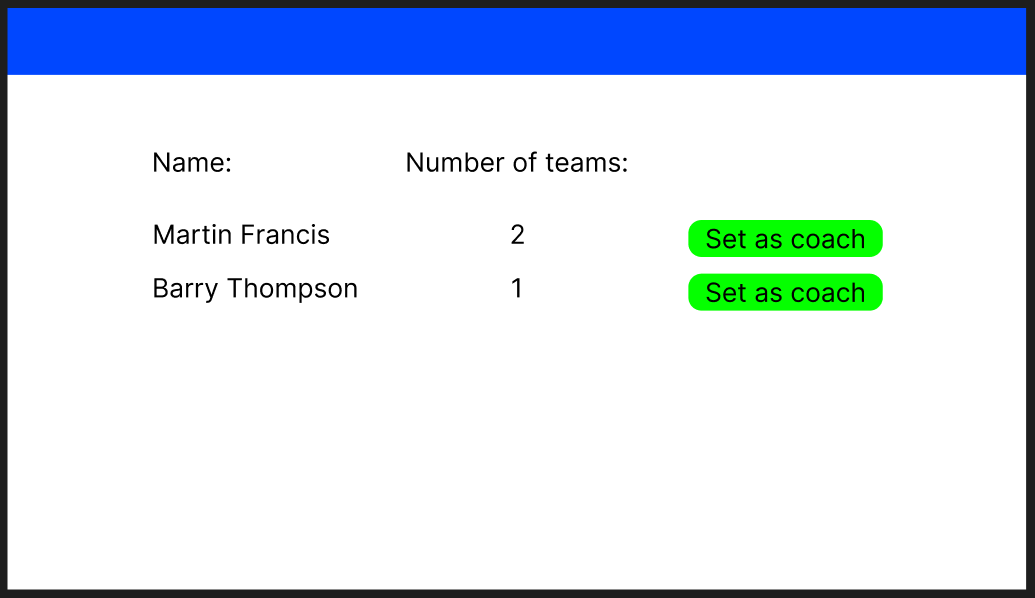 Name: Number of teams:
Martin Francis 2 Set as coach
Barry Thompson 1 Set as coach